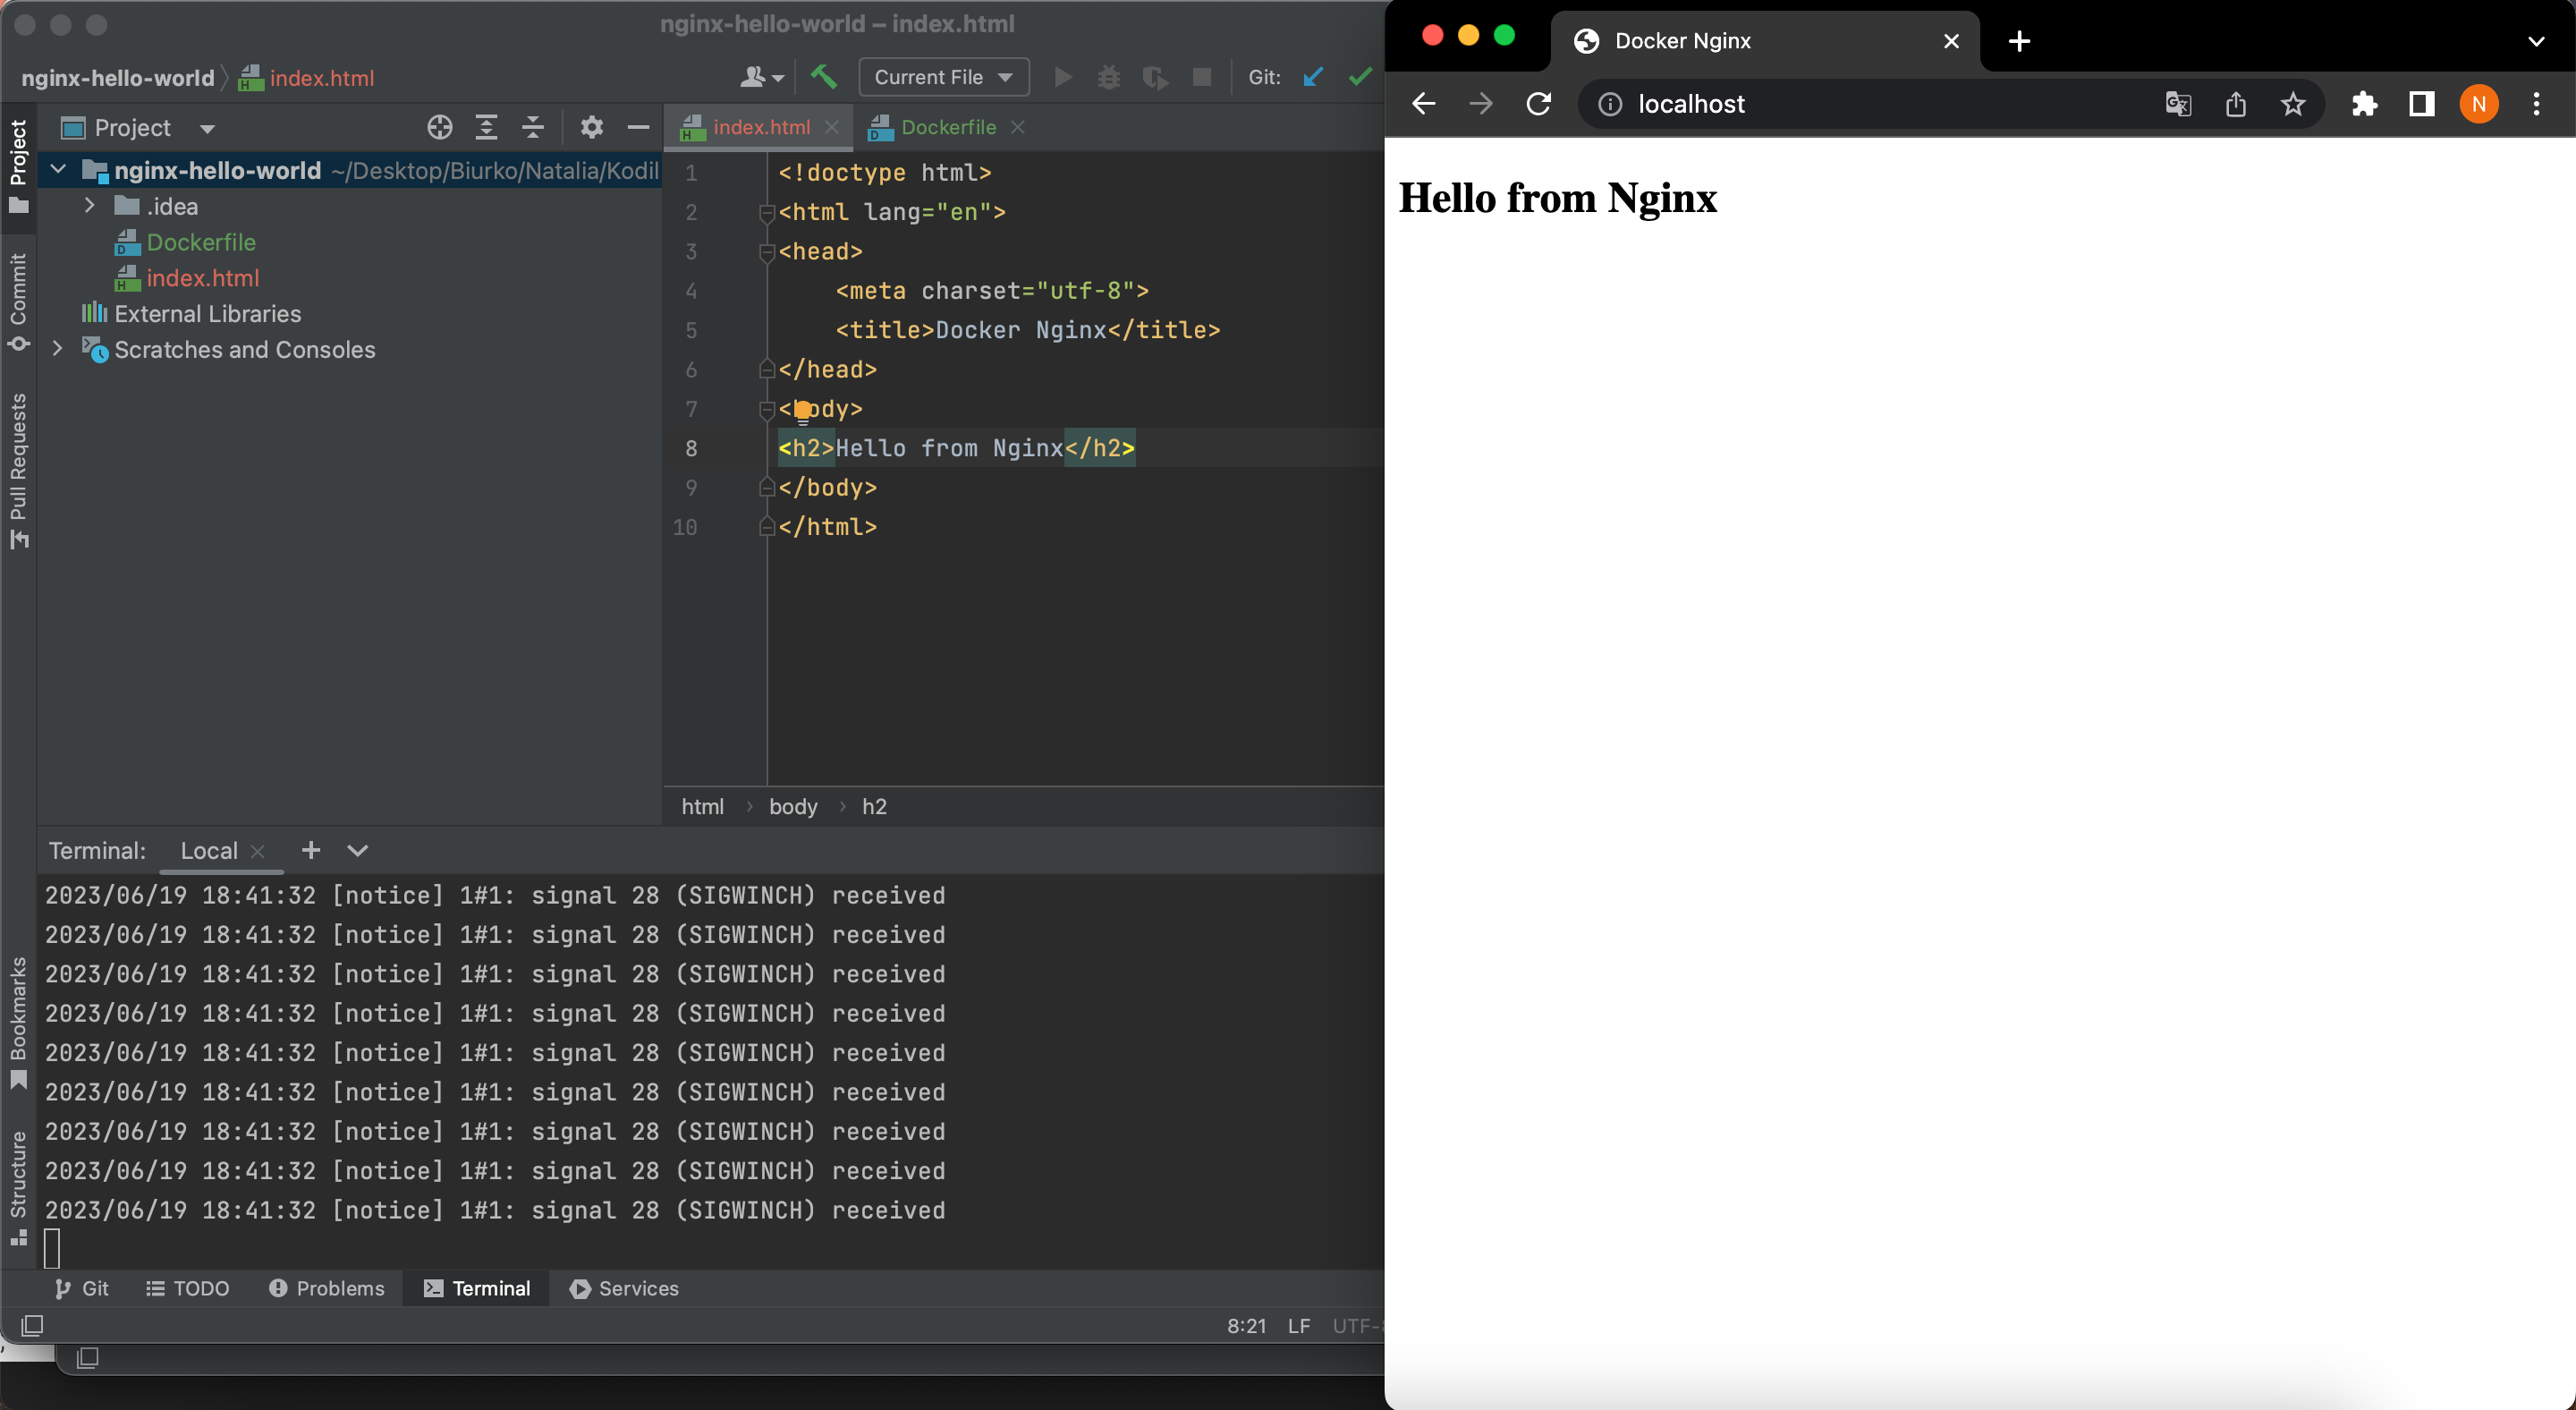 nginx-hello-world – index.html
nginx-hello-world index.html
Current File
Git:
Project
nginx-hello-world ~/Desktop/Biurko/Natalia/Kodil
.idea
Dockerfile
index.html
External Libraries
Scratches and Consoles
Project
Commit
Pull Requests
Bookmarks
Structure
index.html Dockerfile
1 <!doctype html>
2 <html lang="en">
3 <head>
4 <meta charset="utf-8">
5 <title>Docker Nginx</title>
6 </head>
7 <body>
8 <h2>Hello from Nginx</h2>
9 </body>
10 </html>
html body h2
Terminal: Local
2023/06/19 18:41:32 [notice] 1#1: signal 28 (SIGWINCH) received
2023/06/19 18:41:32 [notice] 1#1: signal 28 (SIGWINCH) received
2023/06/19 18:41:32 [notice] 1#1: signal 28 (SIGWINCH) received
2023/06/19 18:41:32 [notice] 1#1: signal 28 (SIGWINCH) received
2023/06/19 18:41:32 [notice] 1#1: signal 28 (SIGWINCH) received
2023/06/19 18:41:32 [notice] 1#1: signal 28 (SIGWINCH) received
2023/06/19 18:41:32 [notice] 1#1: signal 28 (SIGWINCH) received
2023/06/19 18:41:32 [notice] 1#1: signal 28 (SIGWINCH) received
2023/06/19 18:41:32 [notice] 1#1: signal 28 (SIGWINCH) received
Git TODO Problems Terminal Services
8:21 LF UTF-
Docker Nginx
localhost
N
Hello from Nginx